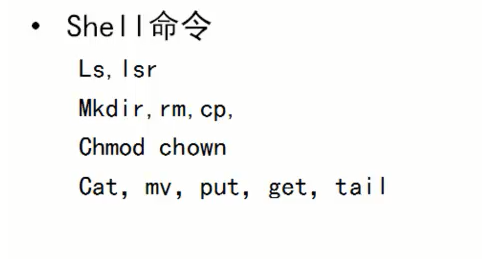 • Shell命令
Ls,lsr
Mkdir,rm,cp,
Chmod chown
Cat, mv, put, get, tail